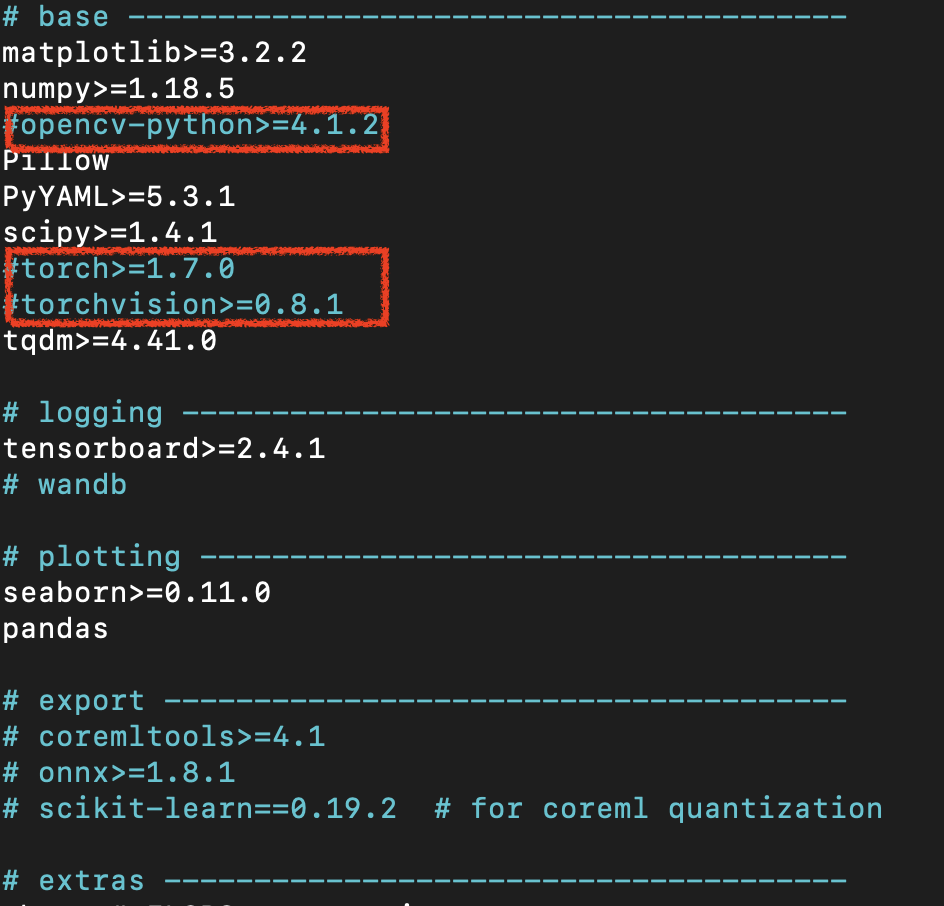 # base ----------------------------------------
matplotlib>=3.2.2
numpy>=1.18.5
#opencv-python>=4.1.2
Pillow
PyYAML>=5.3.1
scipy>=1.4.1
#torch>=1.7.0
#torchvision>=0.8.1
tqdm>=4.41.0
# logging -------------------------------------
tensorboard>=2.4.1
# wandb
# plotting ------------------------------------
seaborn>=0.11.0
pandas
# export --------------------------------------
# coremltools>=4.1
# onnx>=1.8.1
# scikit-learn==0.19.2  # for coreml quantization
# extras --------------------------------------